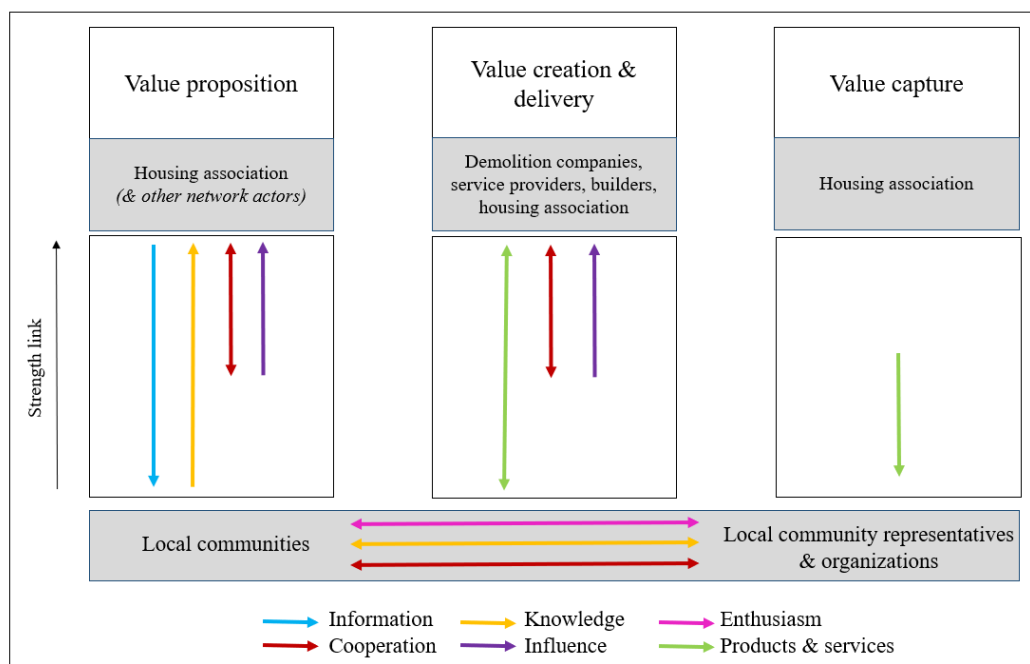 Value proposition
Value creation &
delivery
Value capture
Housing association
(& other network actors)
Demolition companies,
service providers, builders,
housing association
Housing association
Strength link
Local communities
Local community representatives
& organizations
Information
Knowledge
Enthusiasm
Cooperation
Influence
Products & services